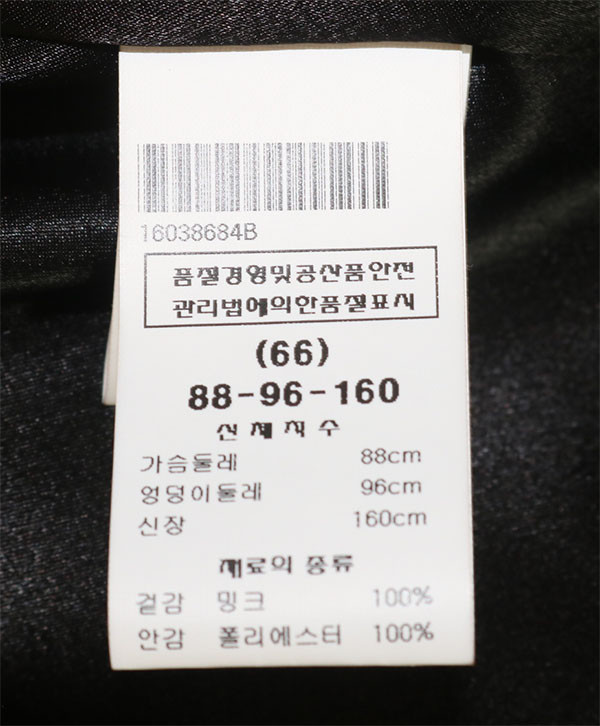 16038684B
품질경영및공산품안전
관리법에의한품질표시
(66)
88-96-160
신체치수
가슴둘레 88cm
엉덩이둘레 96cm
신장 160cm
재료의 종류
겉감 밍크 100%
안감 폴리에스터 100%